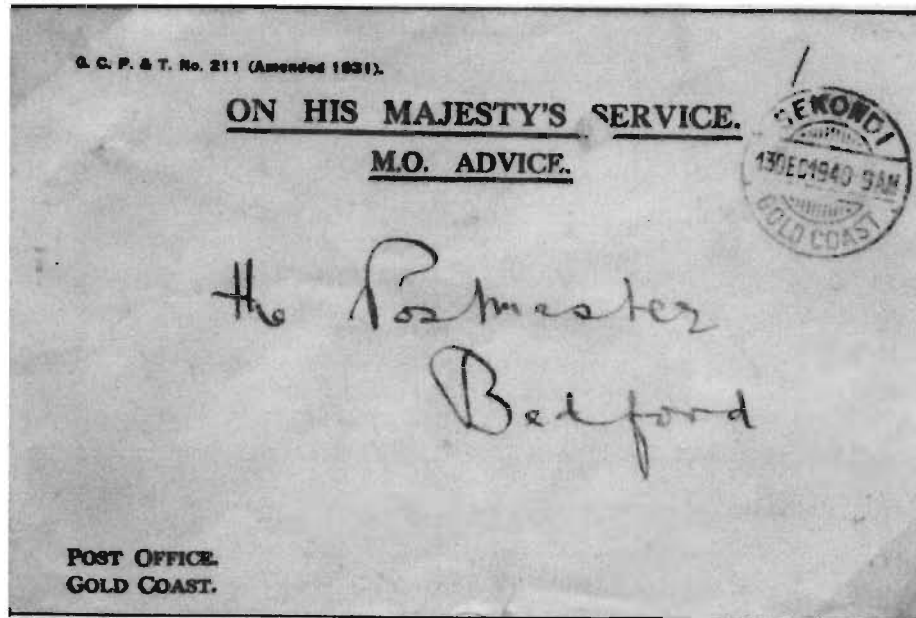 G. C. P. & T. No. 211 (Amended 1931).
ON HIS MAJESTY'S SERVICE.
M.O. ADVICE.
SEKONDI
13DEC1940 9AM
GOLD COAST
The Postmaster
Bedford
POST OFFICE.
GOLD COAST.